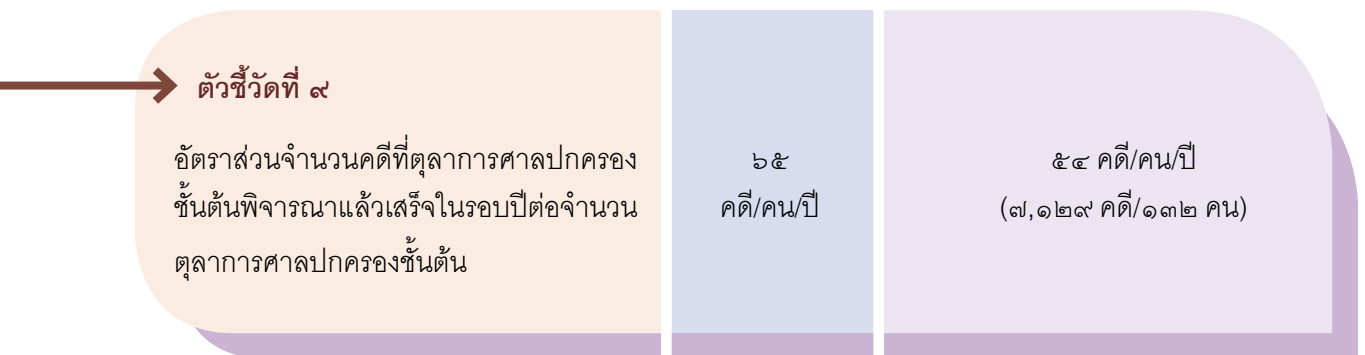 ตัวชี้วัดที่ ๙
อัตราส่วนจำนวนคดีที่ตุลาการศาลปกครอง
ชั้นต้นพิจารณาแล้วเสร็จในรอบปีต่อจำนวน
ตุลาการศาลปกครองชั้นต้น
๖๕
คดี/คน/ปี
๕๔ คดี/คน/ปี
(๗,๑๒๙ คดี/๑๓๒ คน)